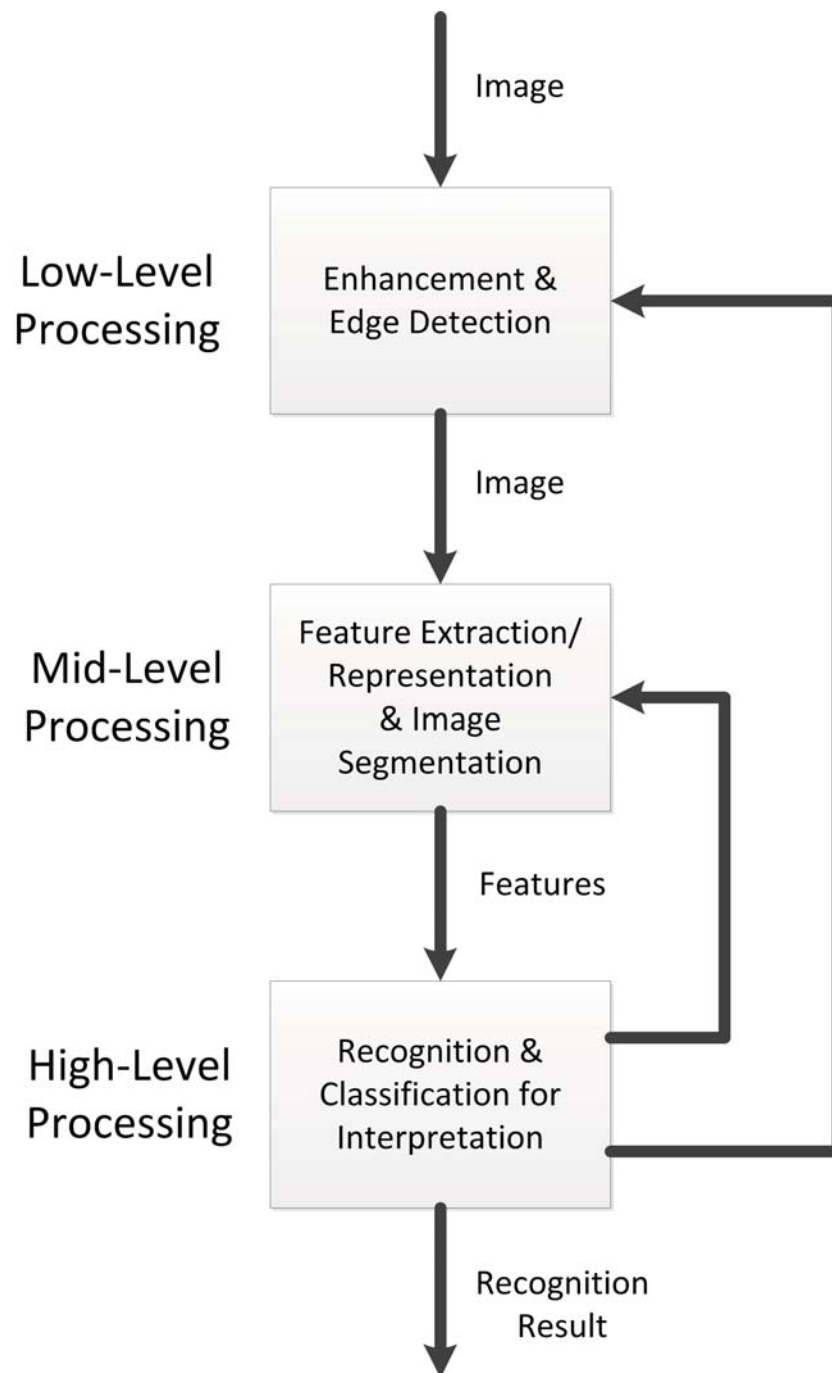 Image
Low-Level
Processing
Enhancement &
Edge Detection
Image
Mid-Level
Processing
Feature Extraction/
Representation
& Image
Segmentation
Features
High-Level
Processing
Recognition &
Classification for
Interpretation
Recognition
Result